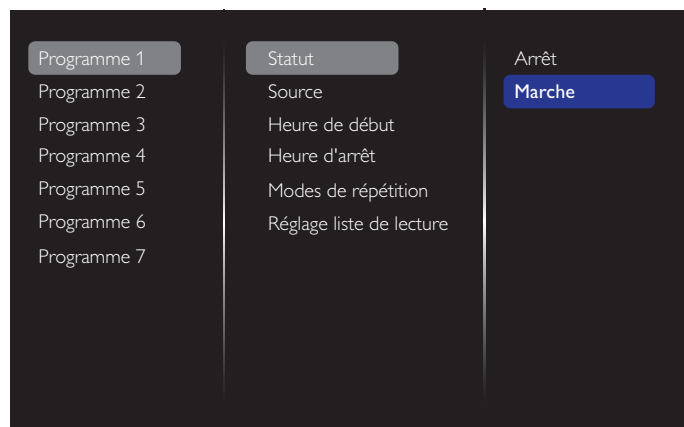 Programme 1
Programme 2
Programme 3
Programme 4
Programme 5
Programme 6
Programme 7
Statut
Source
Heure de début
Heure d'arrêt
Modes de répétition
Réglage liste de lecture
Arrêt
Marche